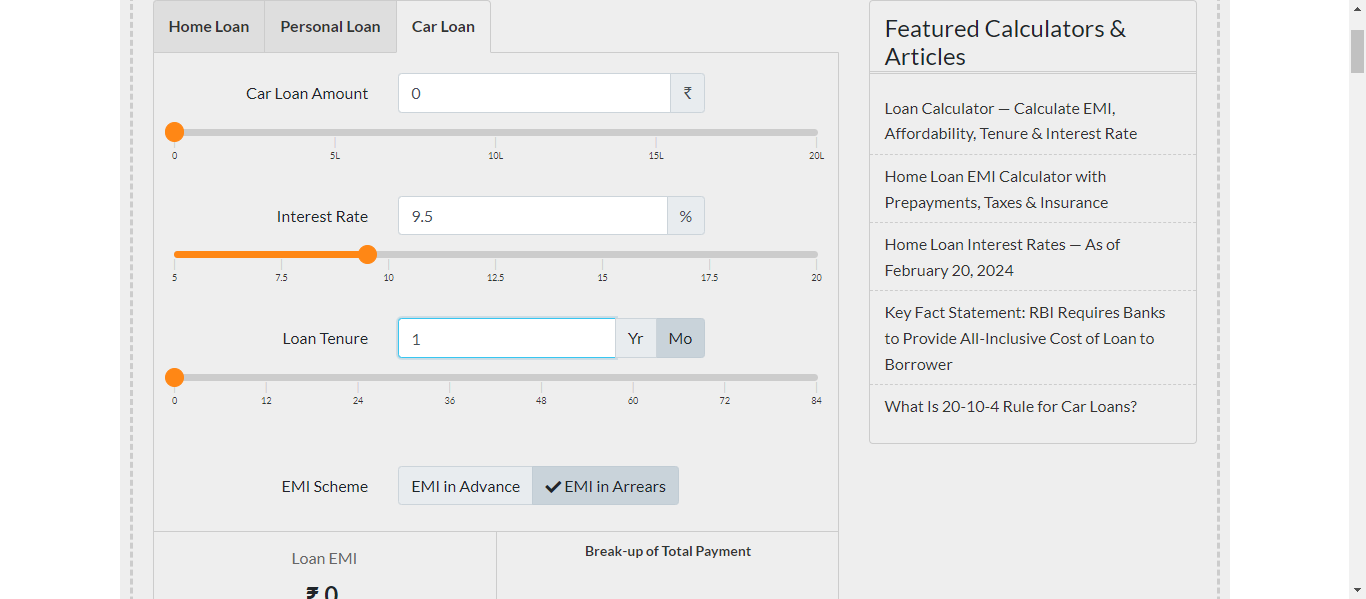 Home Loan
Personal Loan
Car Loan
Car Loan Amount
0
₹
0
5L
10L
15L
20L
Interest Rate
9.5
%
5
7.5
10
12.5
15
17.5
20
Loan Tenure
1
Yr
Mo
0
12
24
36
48
60
72
84
EMI Scheme
EMI in Advance
EMI in Arrears
Loan EMI
₹ 0
Break-up of Total Payment
Featured Calculators &
Articles
Loan Calculator — Calculate EMI,
Affordability, Tenure & Interest Rate
Home Loan EMI Calculator with
Prepayments, Taxes & Insurance
Home Loan Interest Rates — As of
February 20, 2024
Key Fact Statement: RBI Requires Banks
to Provide All-Inclusive Cost of Loan to
Borrower
What Is 20-10-4 Rule for Car Loans?